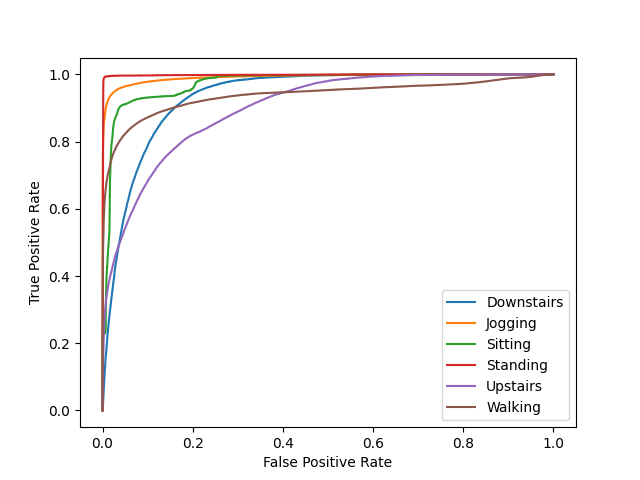 1.0
0.8
0.6
0.4
0.2
0.0
True Positive Rate
Downstairs
Jogging
Sitting
Standing
Upstairs
Walking
0.0 0.2 0.4 0.6 0.8 1.0
False Positive Rate